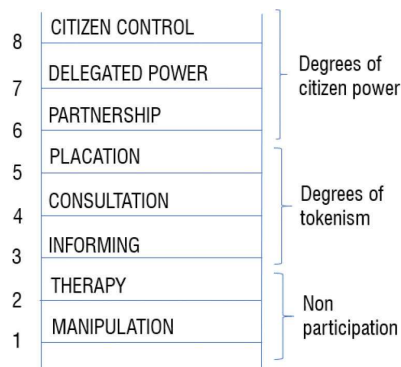 8 CITIZEN CONTROL
7 DELEGATED POWER
6 PARTNERSHIP
Degrees of
citizen power
5 PLACATION
4 CONSULTATION
3 INFORMING
Degrees of
tokenism
2 THERAPY
1 MANIPULATION
Non
participation